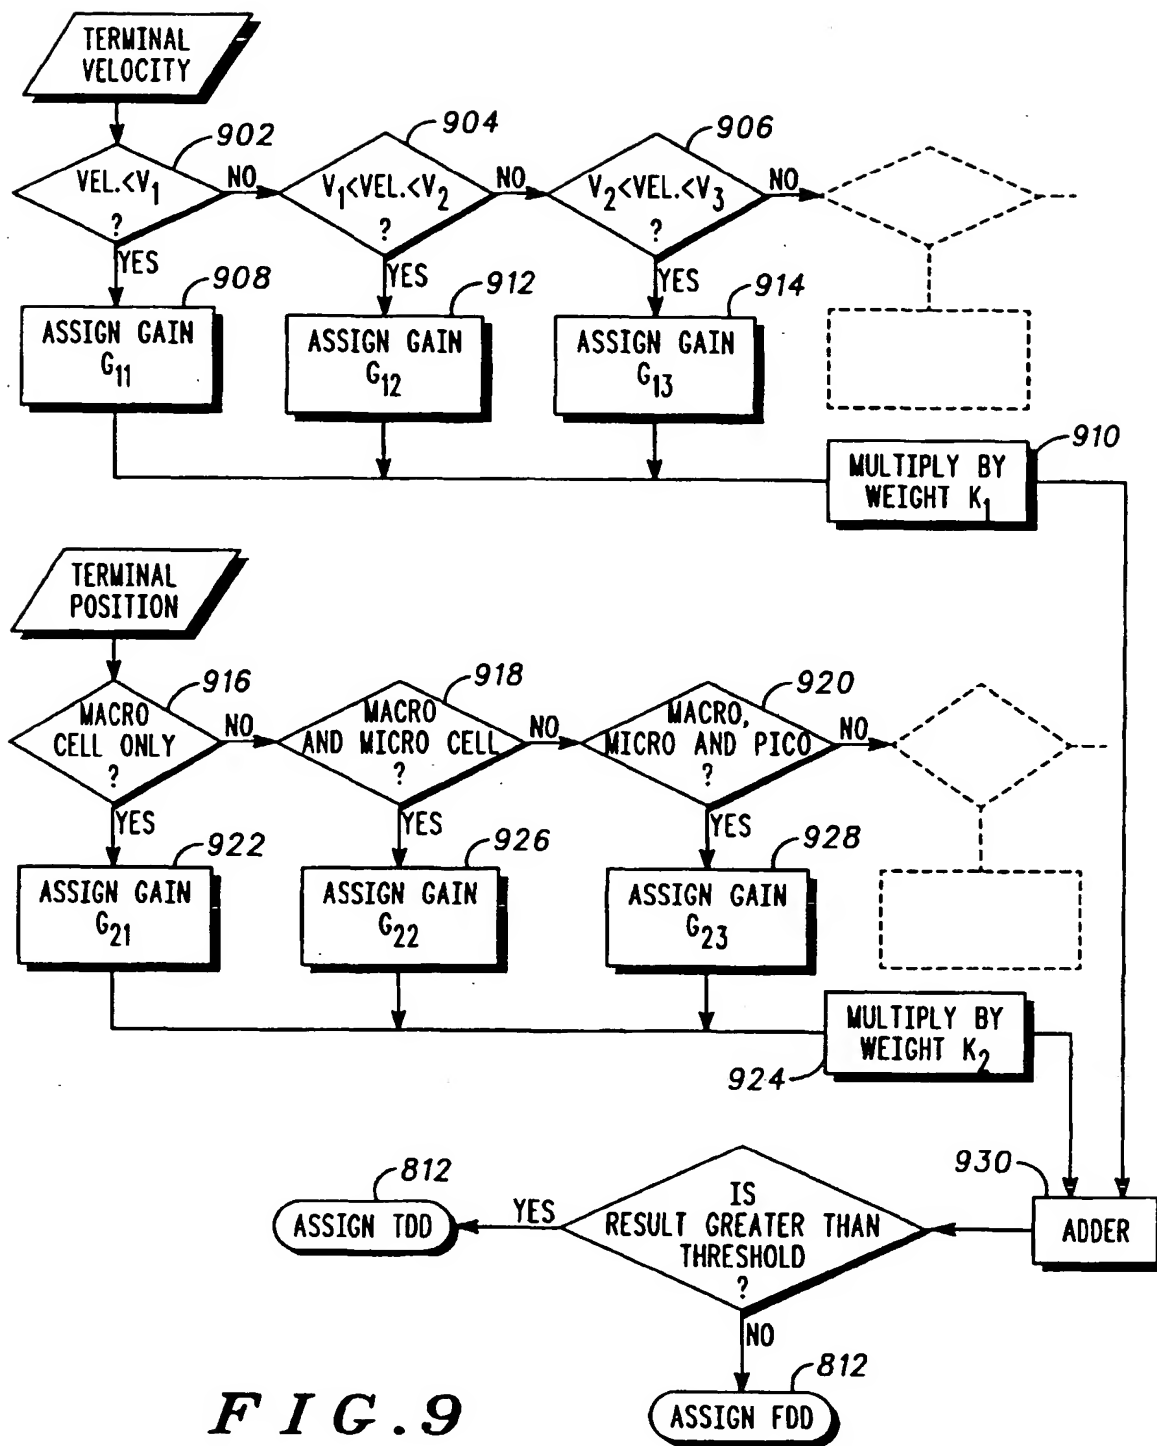 TERMINAL
VELOCITY
902
904
906
VEL.<V₁
?
NO
V₁<VEL.<V₂
?
NO
V₂<VEL.<V₃
?
NO
YES
YES
YES
908
912
914
ASSIGN GAIN
G₁₁
ASSIGN GAIN
G₁₂
ASSIGN GAIN
G₁₃
910
MULTIPLY BY
WEIGHT K₁
TERMINAL
POSITION
916
918
920
MACRO
CELL ONLY
?
NO
MACRO
AND MICRO CELL
?
NO
MACRO,
MICRO AND PICO
?
NO
YES
YES
YES
922
926
928
ASSIGN GAIN
G₂₁
ASSIGN GAIN
G₂₂
ASSIGN GAIN
G₂₃
MULTIPLY BY
WEIGHT K₂
924
930
ADDER
IS
RESULT GREATER THAN
THRESHOLD
?
YES
812
ASSIGN TDD
NO
812
ASSIGN FDD
FIG.9